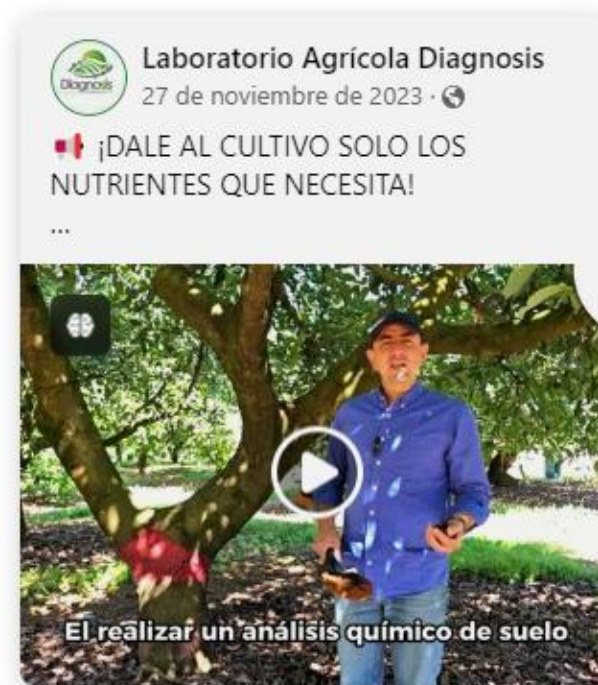 Diagnosis
Laboratorio Agrícola Diagnosis
27 de noviembre de 2023 ·
¡DALE AL CULTIVO SOLO LOS
NUTRIENTES QUE NECESITA!
...
El realizar un análisis químico de suelo